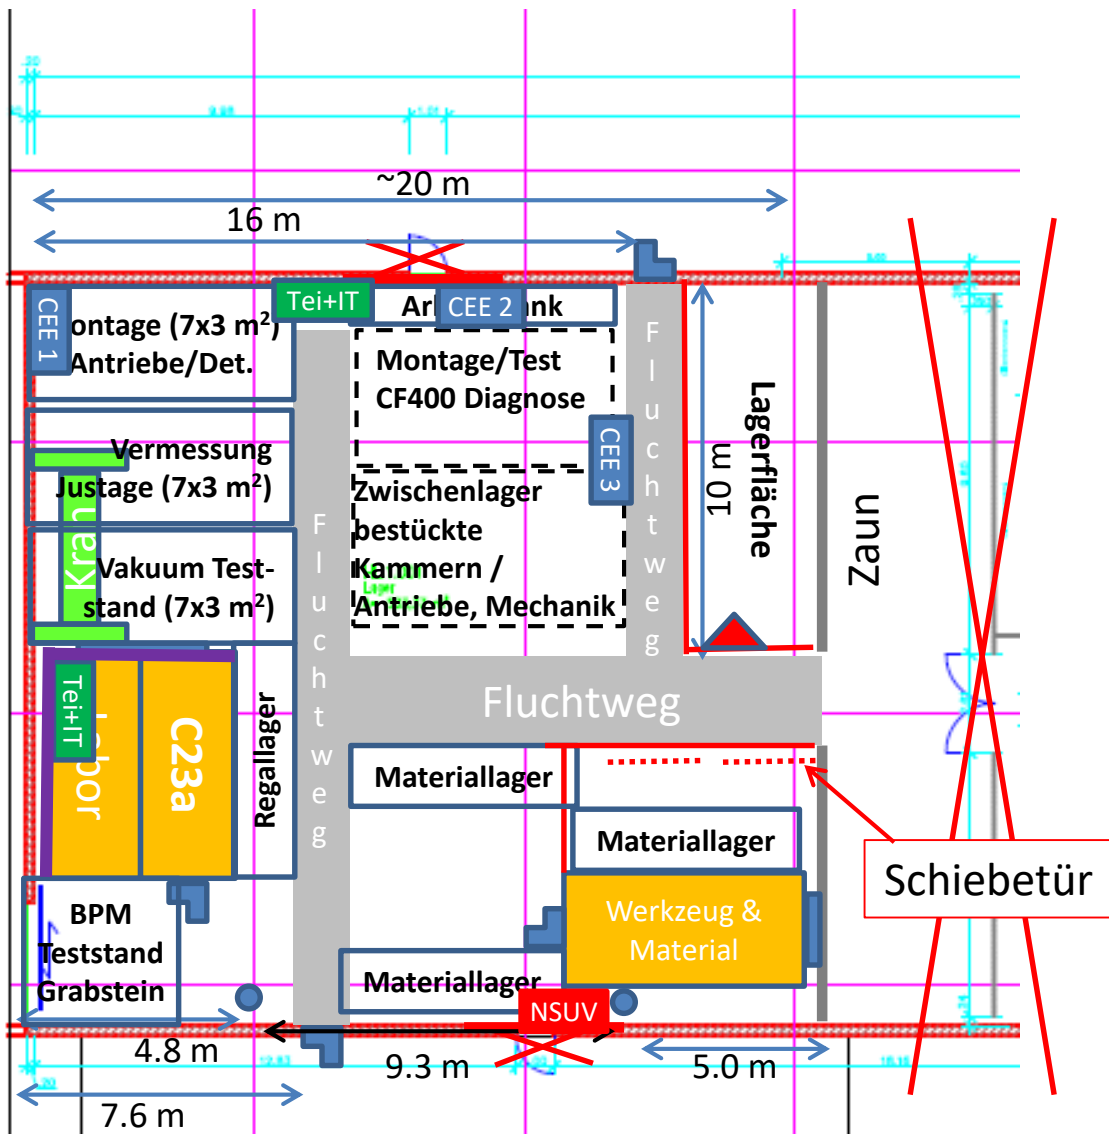 ~20 m
16 m
Tei+IT
CEE 1
ontage (7x3 m²)
Antriebe/Det.
CEE 2
Montage/Test
CF400 Diagnose
CEE 3
Fluchtweg
10 m
Lagerfläche
Zaun
Vermessung
Justage (7x3 m²)
Kran
Vakuum Test-
stand (7x3 m²)
Zwischenlager
bestückte
Kammern /
Antriebe, Mechanik
Fluchtweg
Fluchtweg
Tei+IT
C23a
Regallager
Materiallager
Materiallager
Schiebetür
Werkzeug &
Material
BPM
Teststand
Grabstein
Materiallager
NSUV
4.8 m
9.3 m
5.0 m
7.6 m